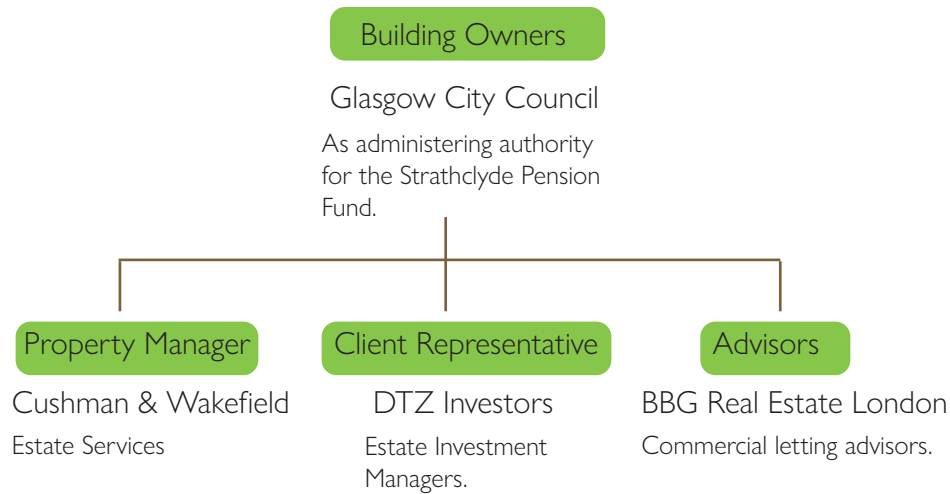 Building Owners
Glasgow City Council
As administering authority
for the Strathclyde Pension
Fund.
Property Manager
Cushman & Wakefield
Estate Services
Client Representative
DTZ Investors
Estate Investment
Managers.
Advisors
BBG Real Estate London
Commercial letting advisors.